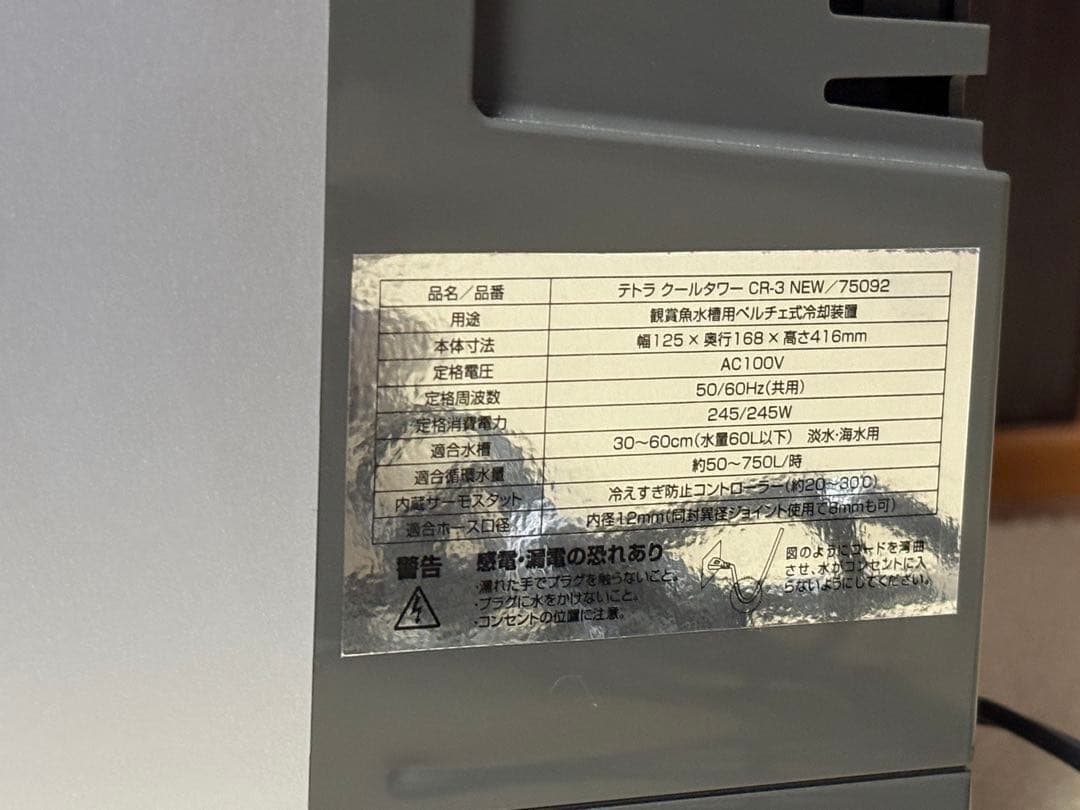 品名／品番 テトラ クールタワー CR-3 NEW／75092
用途 観賞魚水槽用ペルチェ式冷却装置
本体寸法 幅125×奥行168×高さ416mm
定格電圧 AC100V
定格周波数 50/60Hz(共用)
定格消費電力 245/245W
適合水槽 30～60cm(水量60L以下) 淡水・海水用
適合循環水量 約50～750L/時
内蔵サーモスタット 冷えすぎ防止コントローラー(約20～30℃)
適合ホース口径 内径12mm(同封異径ジョイント使用で8mmも可)
警告 感電・漏電の恐れあり
・濡れた手でプラグを触らないこと。
・プラグに水をかけないこと。
・コンセントの位置に注意。
図のようにコードを湾曲
させ、水がコンセントに入
らないようにしてください。